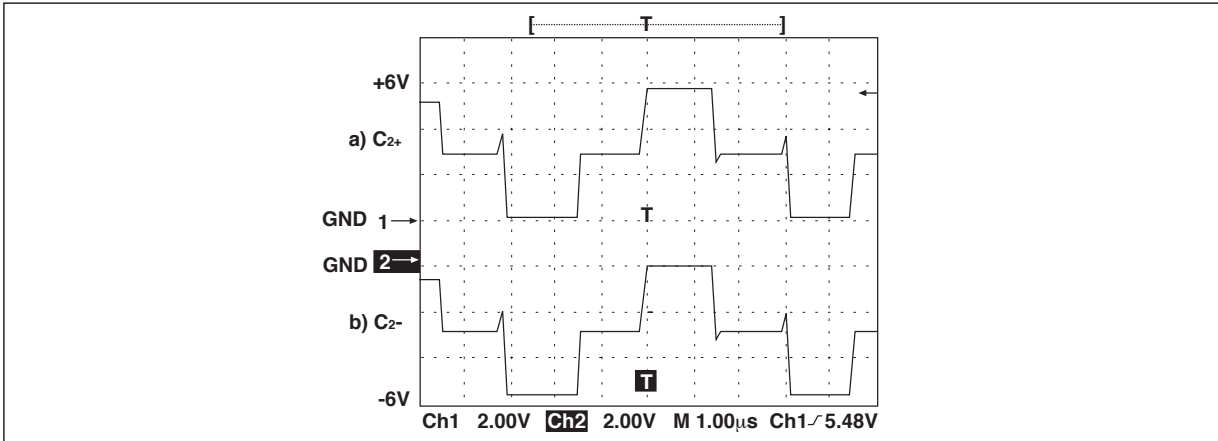 [ T ]
+6V
a) C2+
GND 1
T
GND 2
b) C2-
T
-6V
Ch1 2.00V Ch2 2.00V M 1.00μs Ch1 5.48V